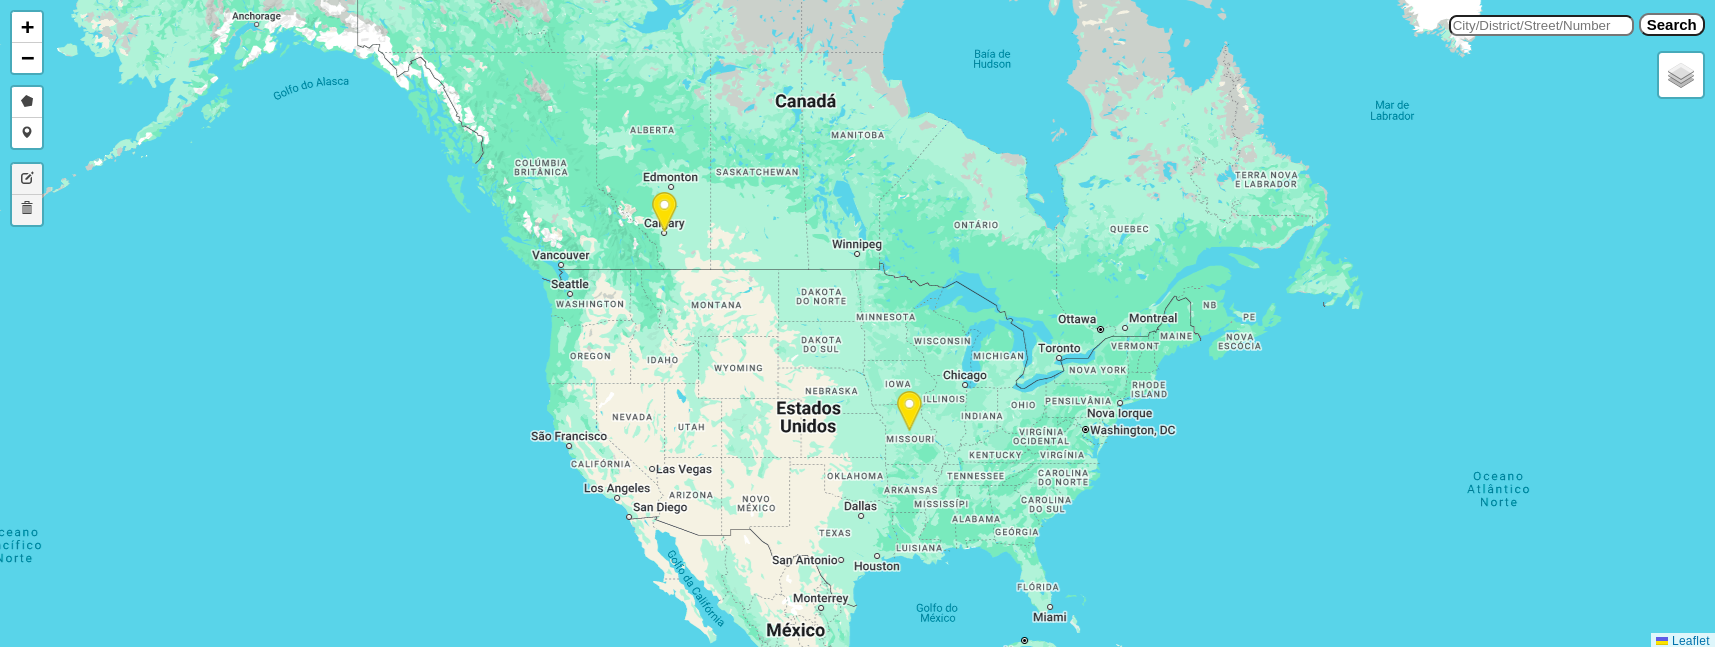 +
−
City/District/Street/Number
Search
Anchorage
Golfo do Alasca
Baía de
Hudson
Mar de
Labrador
Canadá
ALBERTA
MANITOBA
COLÚMBIA
BRITÂNICA
Edmonton
SASKATCHEWAN
TERRA NOVA
E LABRADOR
ONTÁRIO
QUEBEC
Winnipeg
Vancouver
Seattle
WASHINGTON
MONTANA
DAKOTA
DO NORTE
MINNESOTA
Ottawa
Montreal
NB
PE
MAINE
NOVA
ESCÓCIA
OREGON
IDAHO
WYOMING
DAKOTA
DO SUL
WISCONSIN
MICHIGAN
Toronto
VERMONT
NOVA YORK
Chicago
IOWA
NEBRASKA
ILLINOIS
INDIANA
OHIO
PENSILVÂNIA
RHODE
ISLAND
Nova Iorque
Estados
Unidos
NEVADA
UTAH
MISSOURI
VIRGÍNIA
OCIDENTAL
Washington, DC
São Francisco
KENTUCKY
VIRGÍNIA
CALIFÓRNIA
Las Vegas
OKLAHOMA
TENNESSEE
CAROLINA
DO NORTE
Los Angeles
ARIZONA
NOVO
MÉXICO
ARKANSAS
MISSISSÍPI
CAROLINA
DO SUL
San Diego
Dallas
ALABAMA
GEÓRGIA
TEXAS
LUISIANA
Oceano
Atlântico
Norte
ceano
acífico
Norte
San Antonio
Houston
Golfo da Califórnia
FLÓRIDA
Monterrey
Golfo do
México
Miami
México
Leaflet